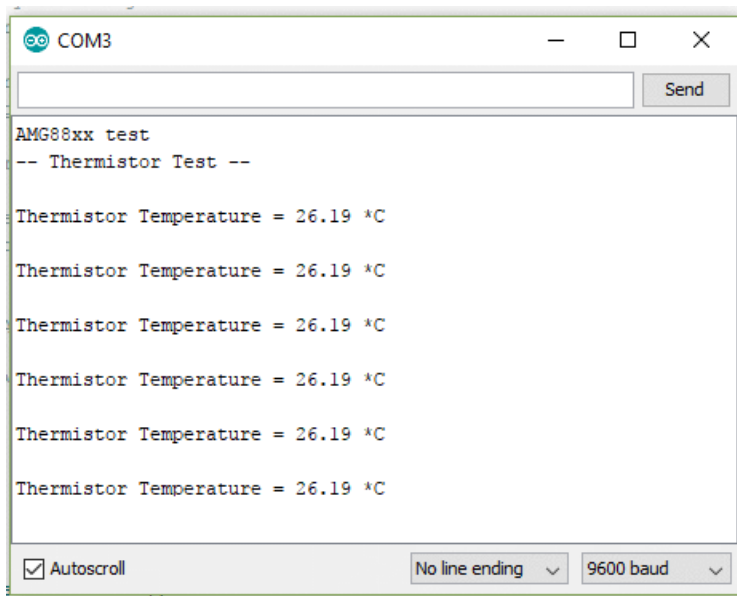 COM3
Send
AMG88xx test
-- Thermistor Test --
Thermistor Temperature = 26.19 *C
Thermistor Temperature = 26.19 *C
Thermistor Temperature = 26.19 *C
Thermistor Temperature = 26.19 *C
Thermistor Temperature = 26.19 *C
Thermistor Temperature = 26.19 *C
Autoscroll
No line ending
9600 baud